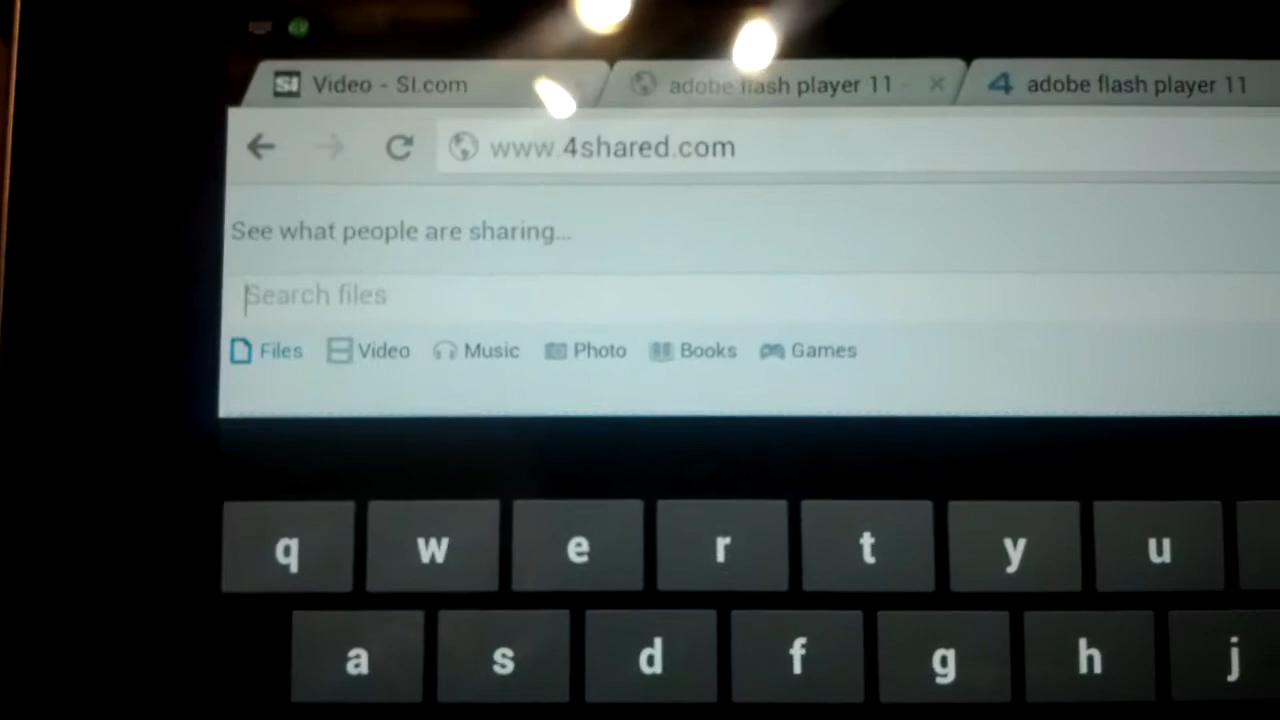 SI Video - SI.com
adobe flash player 11
4 adobe flash player 11
www.4shared.com
See what people are sharing...
Search files
Files Video Music Photo Books Games
q w e r t y u
a s d f g h j